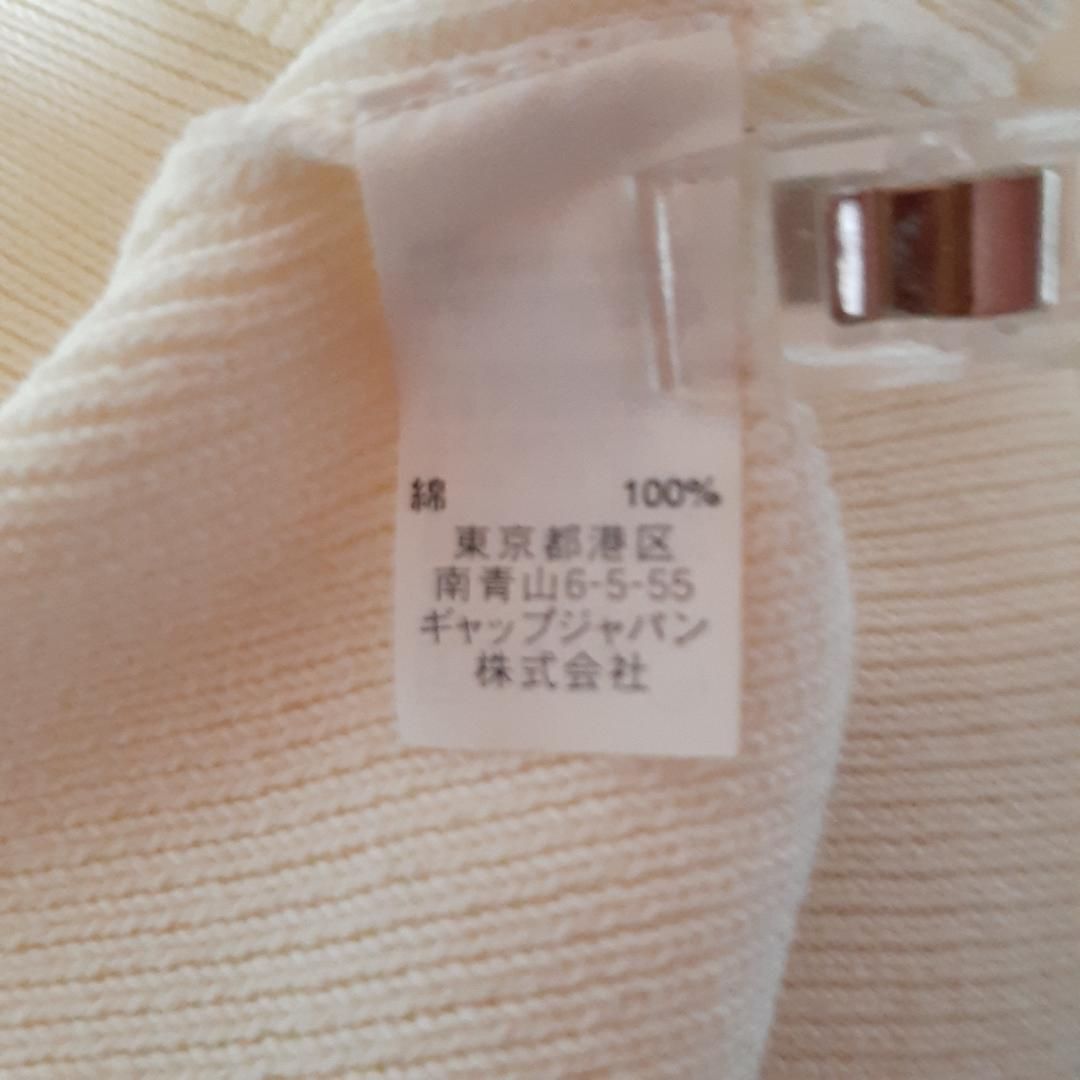 綿 100%
東京都港区
南青山6-5-55
ギャップジャパン
株式会社